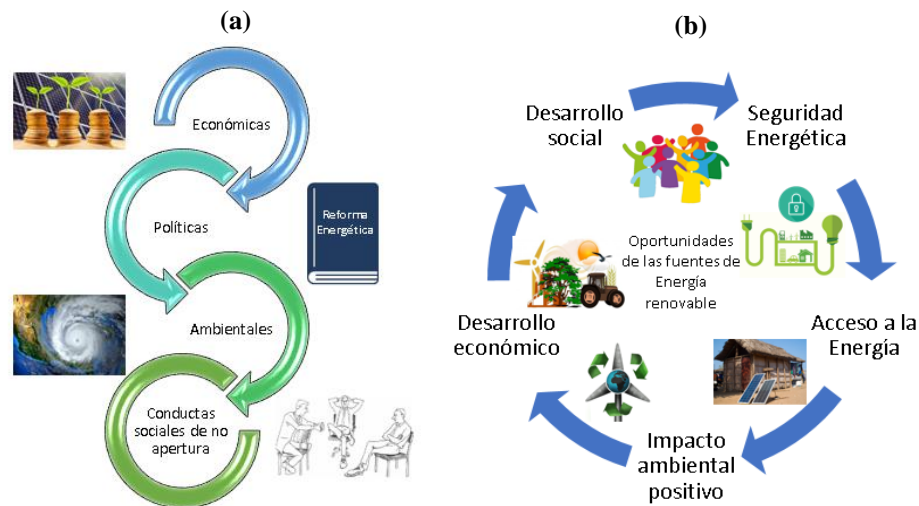 (a)
Económicas
Políticas
Reforma
Energética
Ambientales
Conductas
sociales de no
apertura
(b)
Desarrollo
social
Seguridad
Energética
Oportunidades
de las fuentes de
Energía
renovable
Acceso a la
Energía
Impacto
ambiental
positivo
Desarrollo
económico